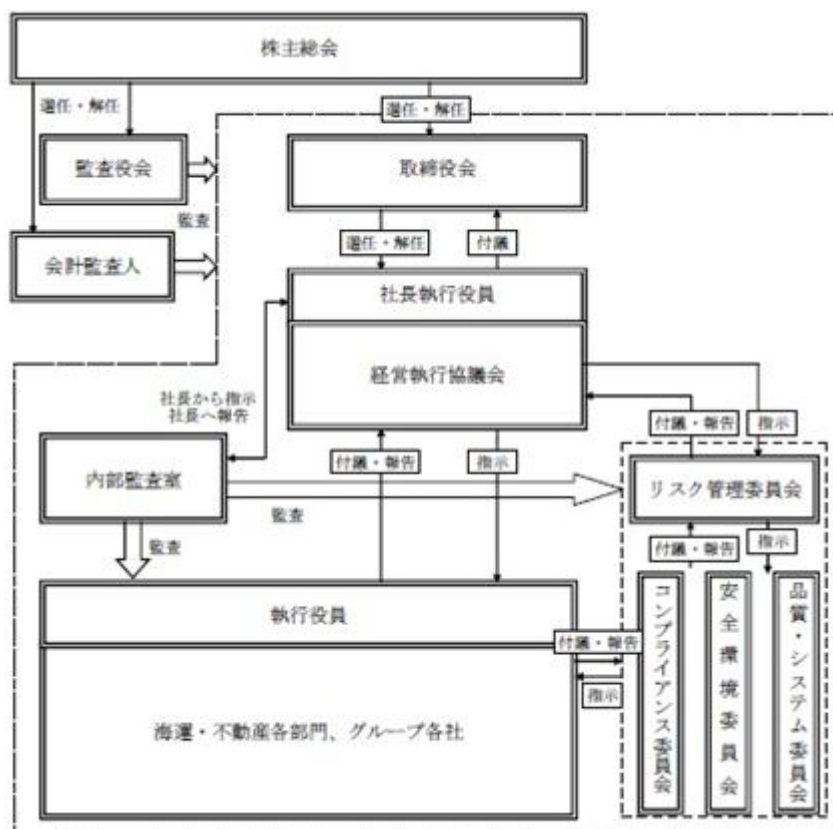 株主総会
選任・解任
選任・解任
監査役会
取締役会
監査
選任・解任
付議
会計監査人
社長執行役員
経営執行協議会
社長から指示
社長へ報告
付議・報告
指示
付議・報告
指示
内部監査室
リスク管理委員会
監査
監査
付議・報告
指示
執行役員
コンプライアンス委員会
安全環境委員会
品質・システム委員会
付議・報告
指示
海運・不動産各部門、グループ各社